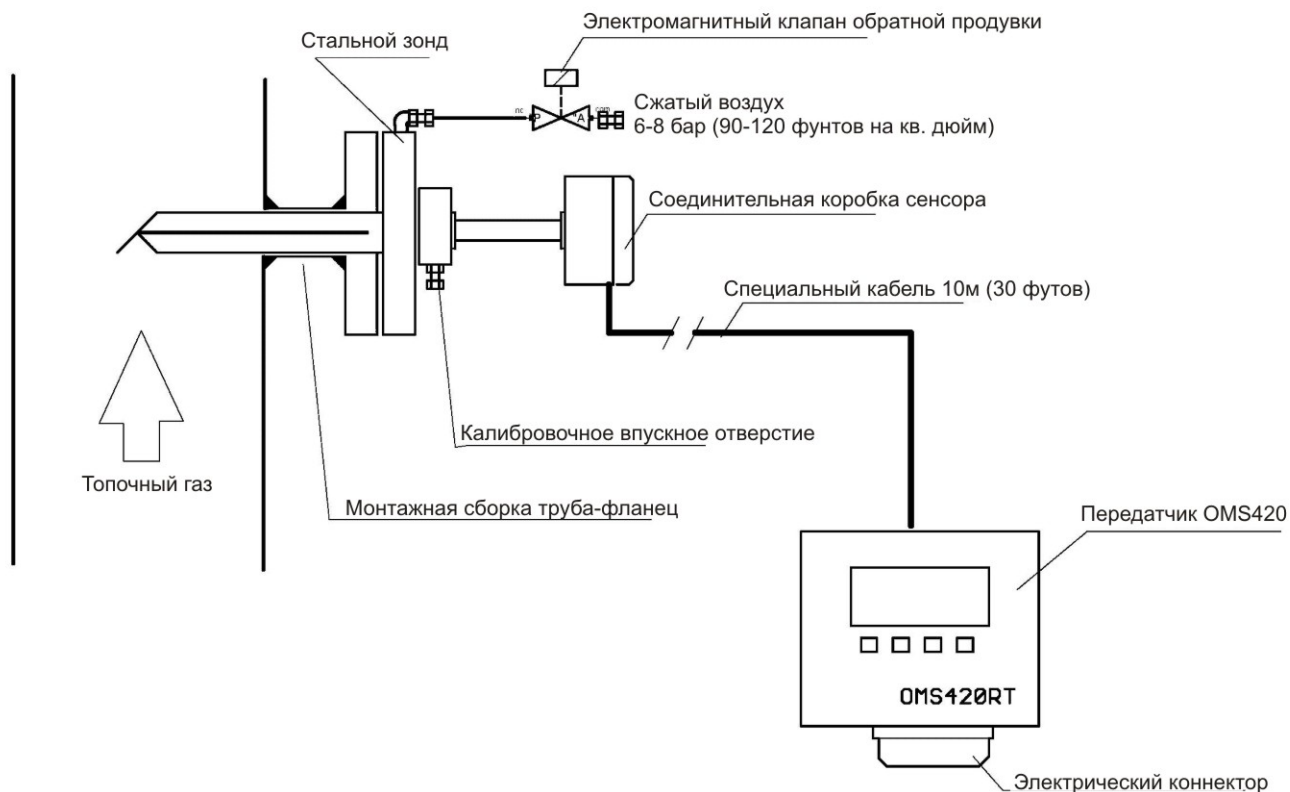 Электромагнитный клапан обратной продувки
Стальной зонд
nc
com
P
"A
Сжатый воздух
6-8 бар (90-120 фунтов на кв. дюйм)
Соединительная коробка сенсора
Специальный кабель 10м (30 футов)
Калибровочное впускное отверстие
Топочный газ
Монтажная сборка труба-фланец
Передатчик OMS420
OMS420RT
Электрический коннектор